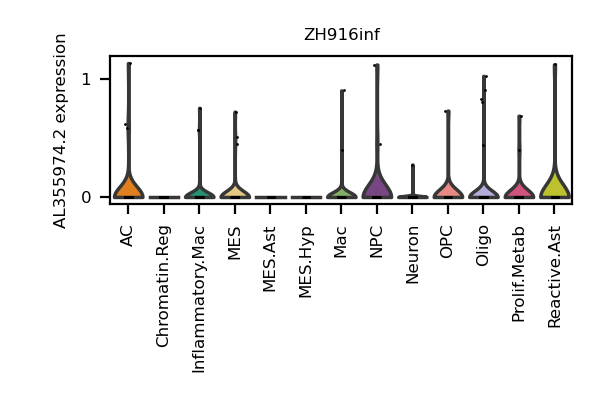 ZH916inf
AL355974.2 expression
1
0
AC
Chromatin.Reg
Inflammatory.Mac
MES
MES.Ast
MES.Hyp
Mac
NPC
Neuron
OPC
Oligo
Prolif.Metab
Reactive.Ast